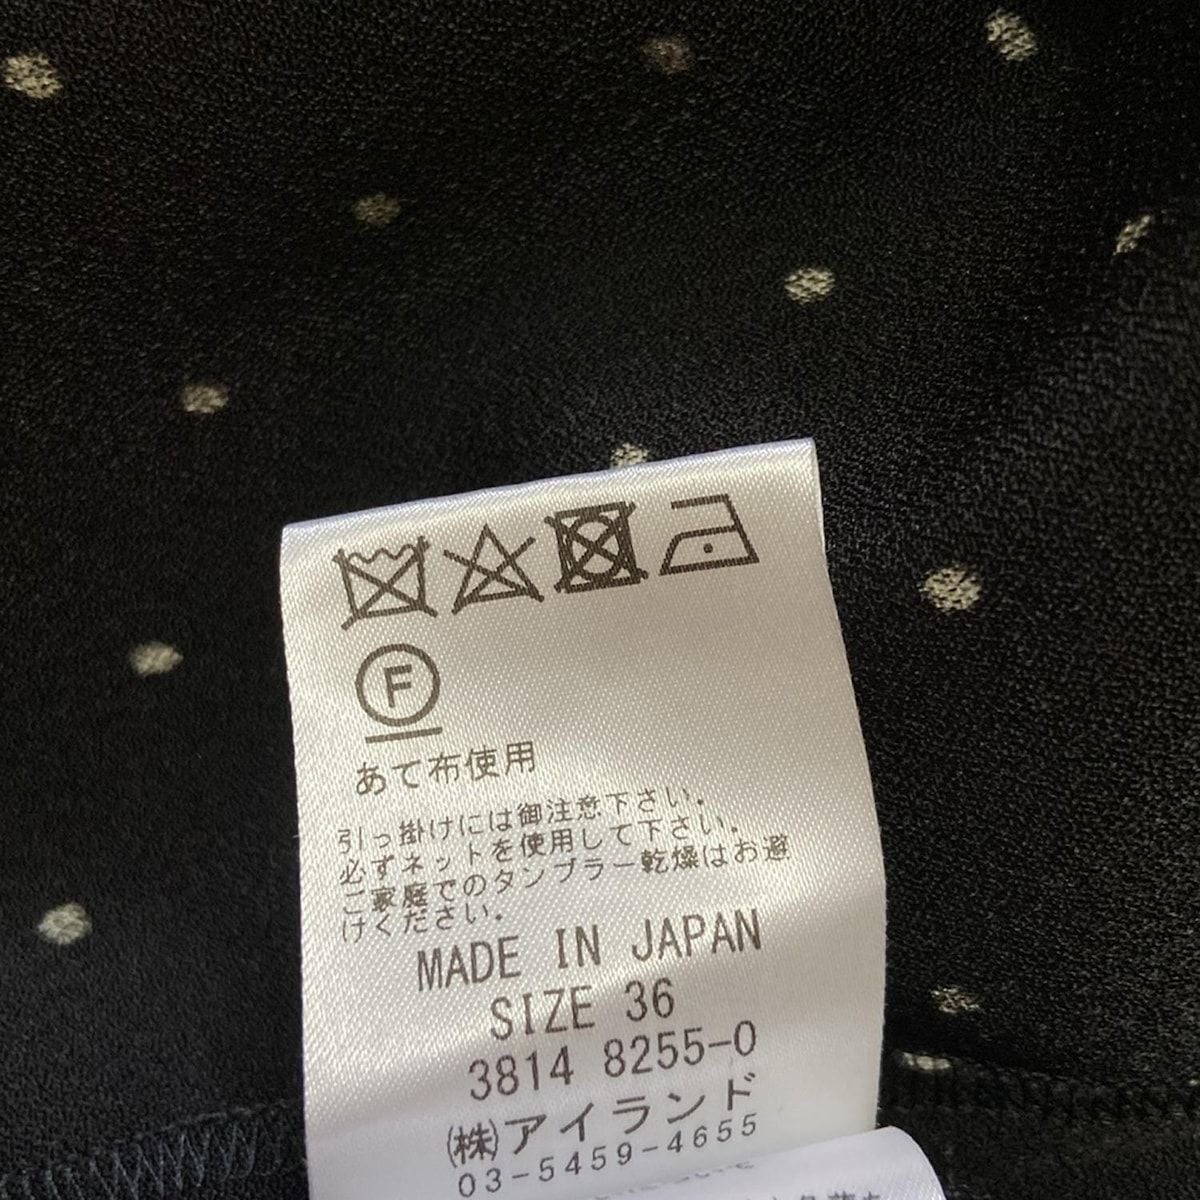 F
あて布使用
引っ掛けには御注意下さい。
必ずネットを使用して下さい。
ご家庭でのタンブラー乾燥はお避
けください。
MADE IN JAPAN
SIZE 36
3814 8255-0
㈱アイランド
03-5459-4655